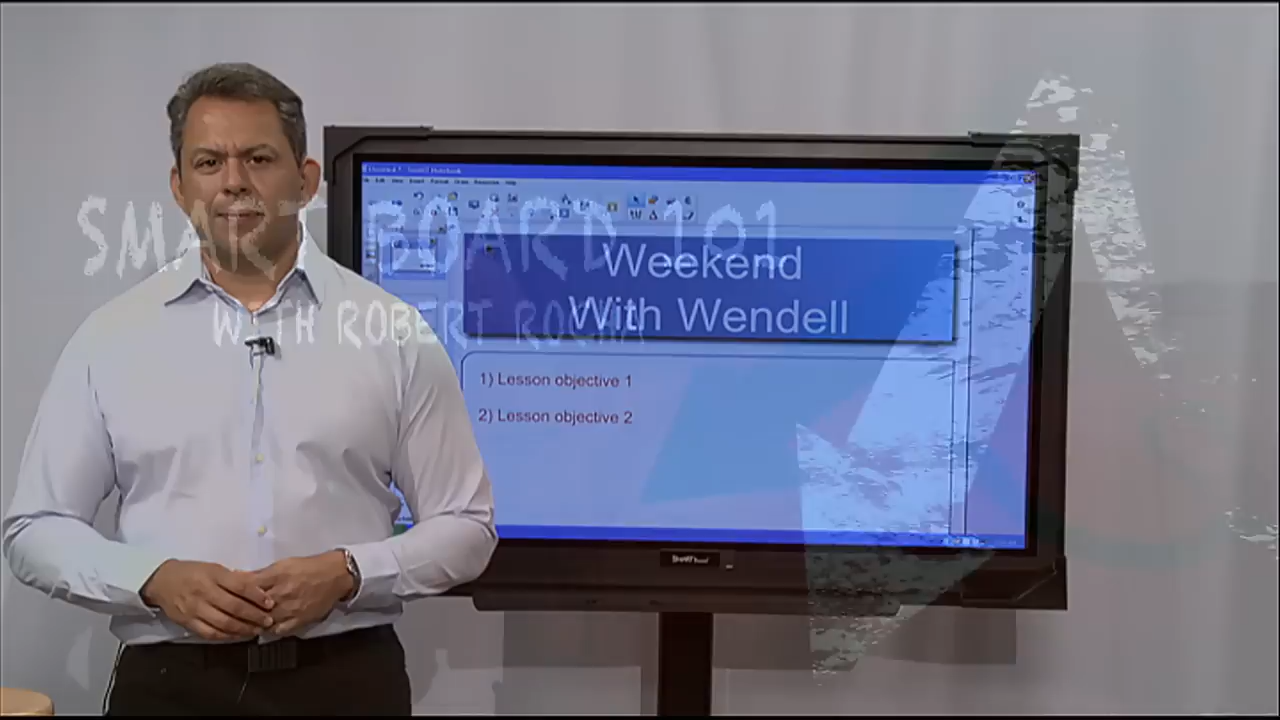 SMART BOARD 101
WITH ROBERT ROCHA
Weekend
With Wendell
1) Lesson objective 1
2) Lesson objective 2